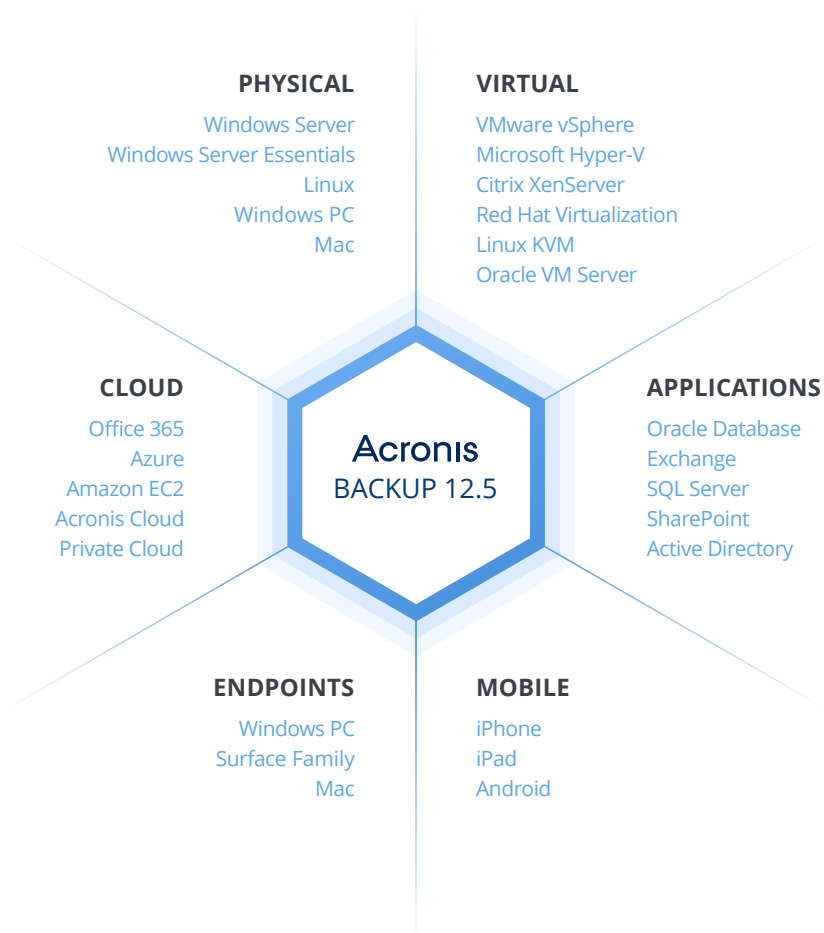 PHYSICAL
Windows Server
Windows Server Essentials
Linux
Windows PC
Mac
VIRTUAL
VMware vSphere
Microsoft Hyper-V
Citrix XenServer
Red Hat Virtualization
Linux KVM
Oracle VM Server
CLOUD
Office 365
Azure
Amazon EC2
Acronis Cloud
Private Cloud
Acronis
BACKUP 12.5
APPLICATIONS
Oracle Database
Exchange
SQL Server
SharePoint
Active Directory
ENDPOINTS
Windows PC
Surface Family
Mac
MOBILE
iPhone
iPad
Android